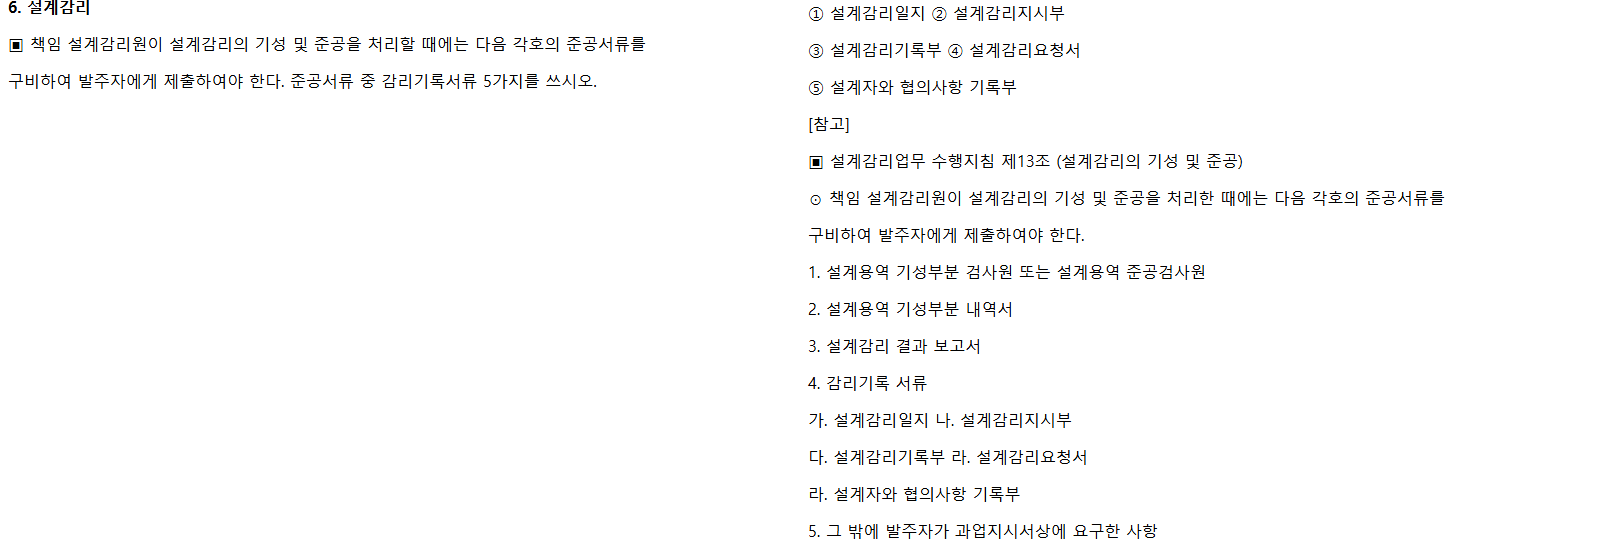 6. 설계감리
▣ 책임 설계감리원이 설계감리의 기성 및 준공을 처리할 때에는 다음 각호의 준공서류를
구비하여 발주자에게 제출하여야 한다. 준공서류 중 감리기록서류 5가지를 쓰시오.
① 설계감리일지 ② 설계감리지시부
③ 설계감리기록부 ④ 설계감리요청서
⑤ 설계자와 협의사항 기록부
[참고]
▣ 설계감리업무 수행지침 제13조 (설계감리의 기성 및 준공)
⊙ 책임 설계감리원이 설계감리의 기성 및 준공을 처리한 때에는 다음 각호의 준공서류를
구비하여 발주자에게 제출하여야 한다.
1. 설계용역 기성부분 검사원 또는 설계용역 준공검사원
2. 설계용역 기성부분 내역서
3. 설계감리 결과 보고서
4. 감리기록 서류
가. 설계감리일지 나. 설계감리지시부
다. 설계감리기록부 라. 설계감리요청서
라. 설계자와 협의사항 기록부
5. 그 밖에 발주자가 과업지시서상에 요구한 사항